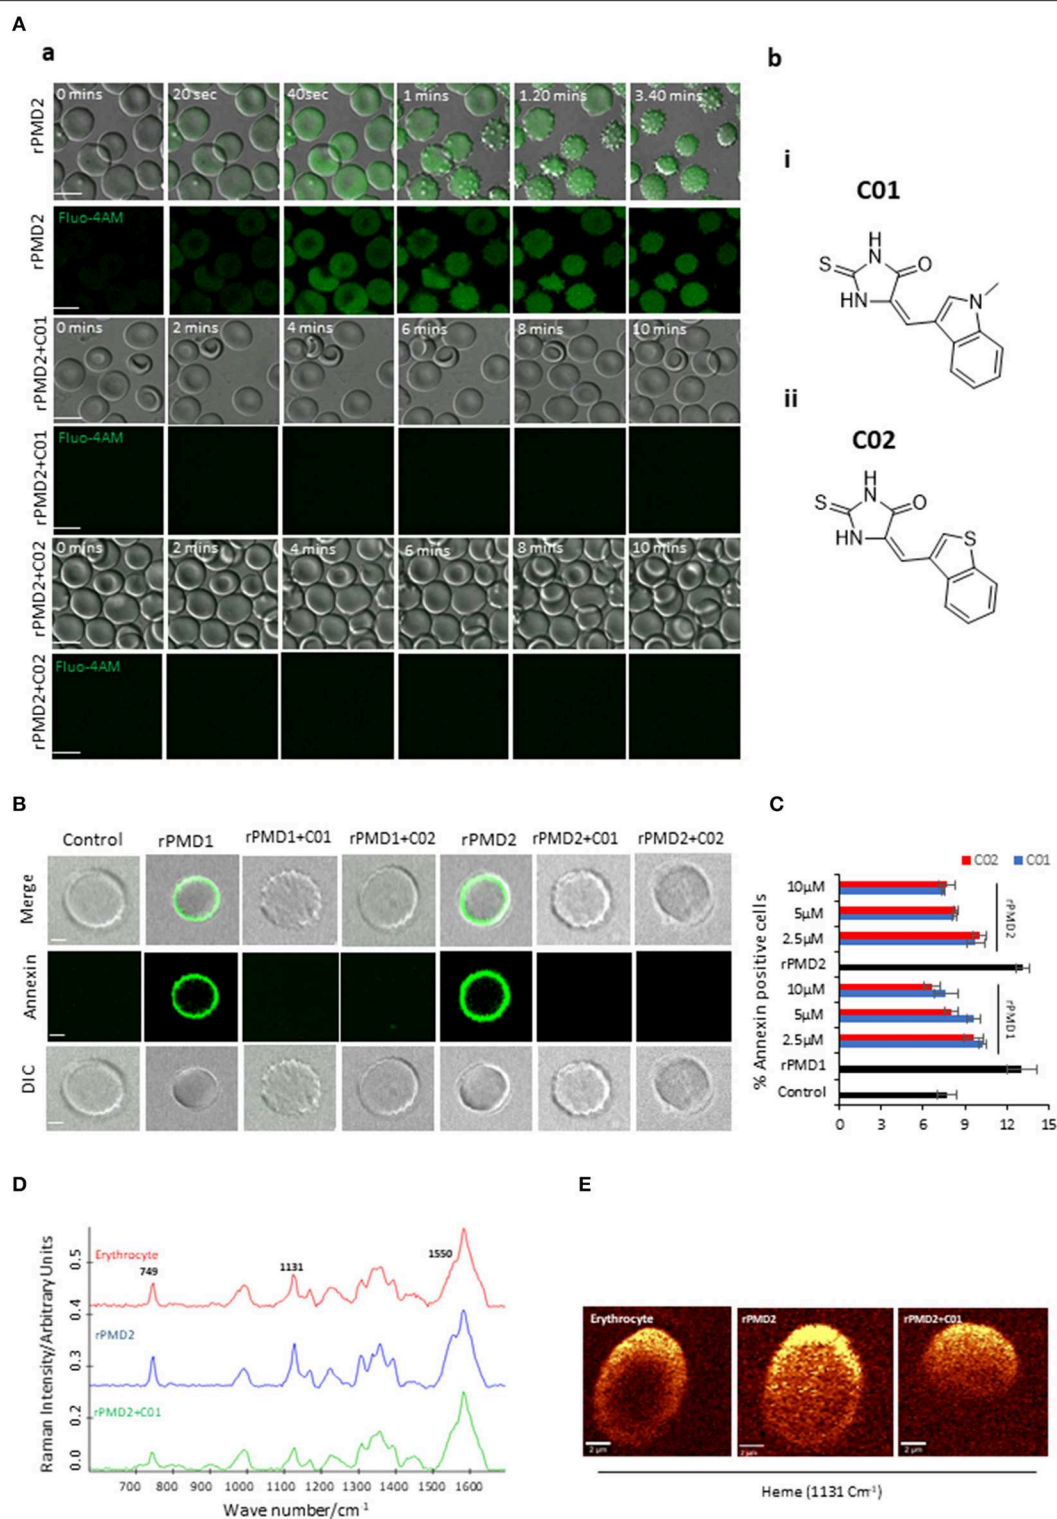 A
a
b
rPMD2
0 mins 20 sec 40sec 1 mins 1.20 mins 3.40 mins
rPMD2
Fluo-4AM
rPMD2+C01
0 mins 2 mins 4 mins 6 mins 8 mins 10 mins
rPMD2+C01
Fluo-4AM
rPMD2+C02
0 mins 2 mins 4 mins 6 mins 8 mins 10 mins
rPMD2+C02
Fluo-4AM
i
C01
H
N
S
O
HN
N
ii
C02
H
N
S
O
HN
S
B
Control rPMD1 rPMD1+C01 rPMD1+C02 rPMD2 rPMD2+C01 rPMD2+C02
Merge
Annexin
DIC
C
C02 C01
% Annexin positive cells
10µM
5µM
2.5µM
rPMD2
rPMD2
10µM
5µM
2.5µM
rPMD1
rPMD1
Control
0 3 6 9 12 15
D
Raman Intensity/Arbitrary Units
0.5
0.4
0.3
0.2
0.0
Erythrocyte
749
1131
1550
rPMD2
rPMD2+C01
700 800 900 1000 1100 1200 1300 1400 1500 1600
Wave number/cm-1
E
Erythrocyte rPMD2 rPMD2+C01
2 µm 2 µm 2 µm
Heme (1131 Cm-1)